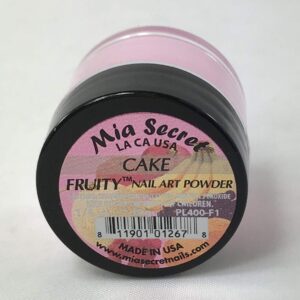 Mia Secret
LA CA USA
CAKE
FRUITY™ NAIL ART POWDER
CHILDREN.
PL400-F1
8 11901 01267 8
MADE IN USA
www.miasecretnails.com